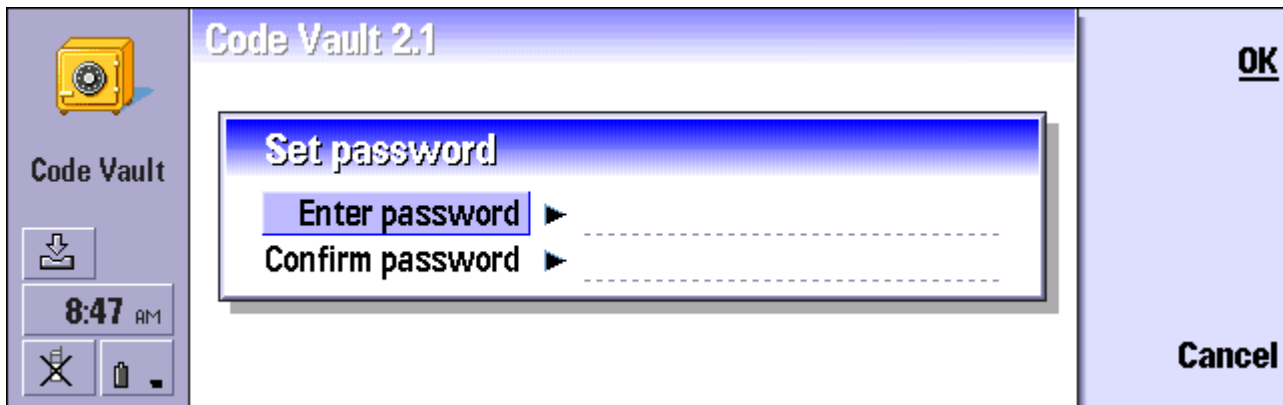 Code Vault 2.1
OK
Set password
Code Vault
Enter password
Confirm password
8:47 AM
Cancel